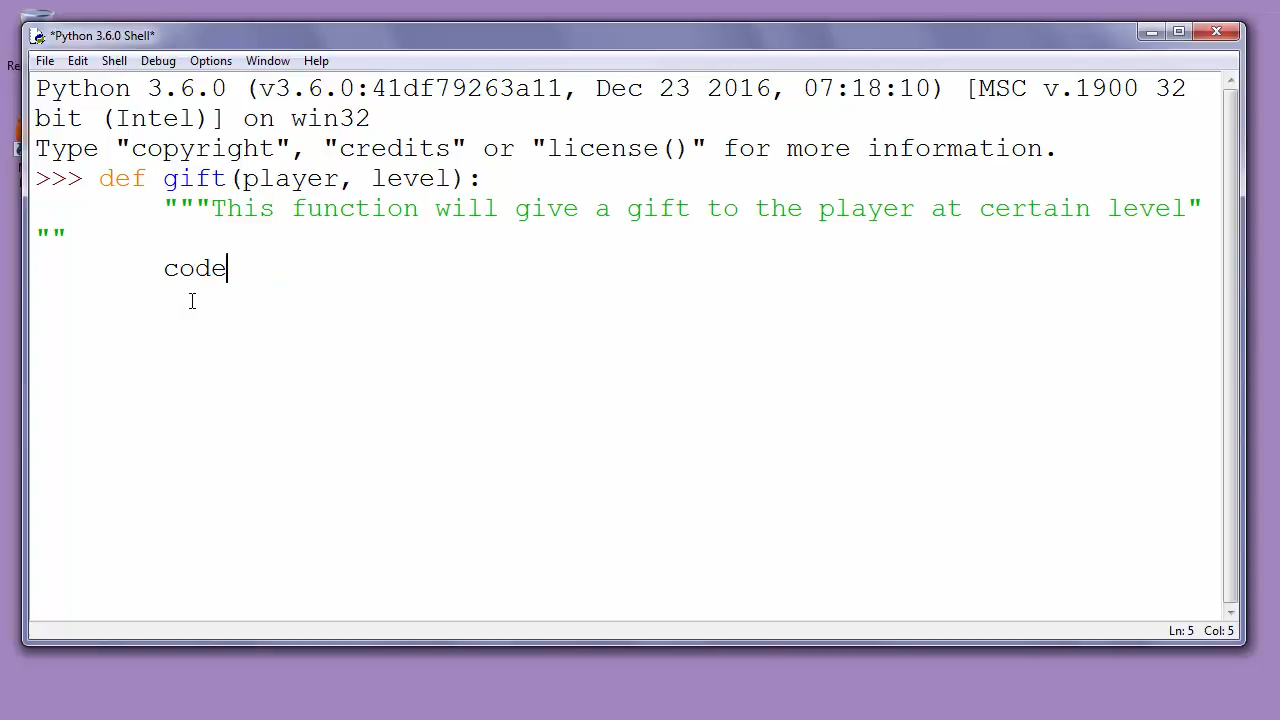 *Python 3.6.0 Shell*
File Edit Shell Debug Options Window Help
Re
Python 3.6.0 (v3.6.0:41df79263a11, Dec 23 2016, 07:18:10) [MSC v.1900 32
bit (Intel)] on win32
Type "copyright", "credits" or "license()" for more information.
>>> def gift(player, level):
"""This function will give a gift to the player at certain level"
""
code
Ln: 5 Col: 5